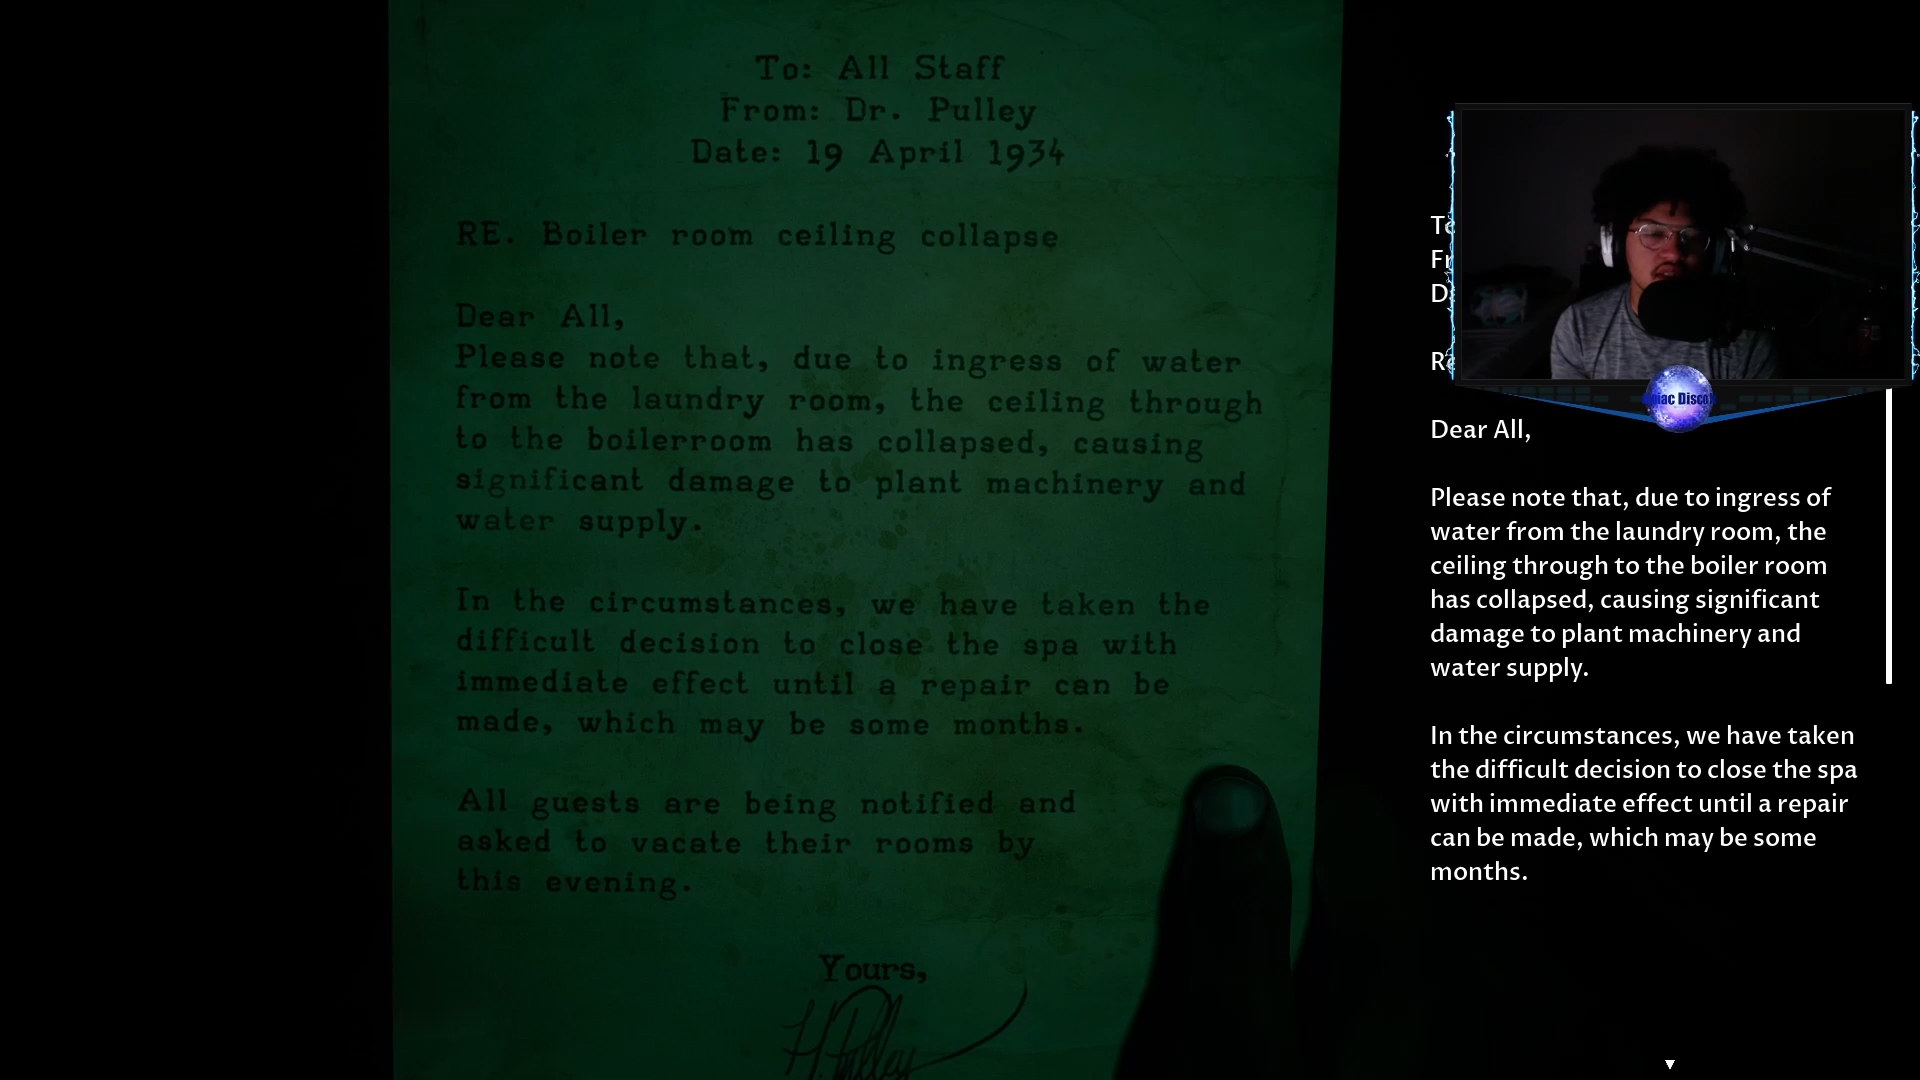 To: All Staff
From: Dr. Pulley
Date: 19 April 1934
RE. Boiler room ceiling collapse
Dear All,
Please note that, due to ingress of water
from the laundry room, the ceiling through
to the boilerroom has collapsed, causing
significant damage to plant machinery and
water supply.
In the circumstances, we have taken the
difficult decision to close the spa with
immediate effect until a repair can be
made, which may be some months.
All guests are being notified and
asked to vacate their rooms by
this evening.
Yours,
H Pulley
Dear All,
Please note that, due to ingress of
water from the laundry room, the
ceiling through to the boiler room
has collapsed, causing significant
damage to plant machinery and
water supply.
In the circumstances, we have taken
the difficult decision to close the spa
with immediate effect until a repair
can be made, which may be some
months.